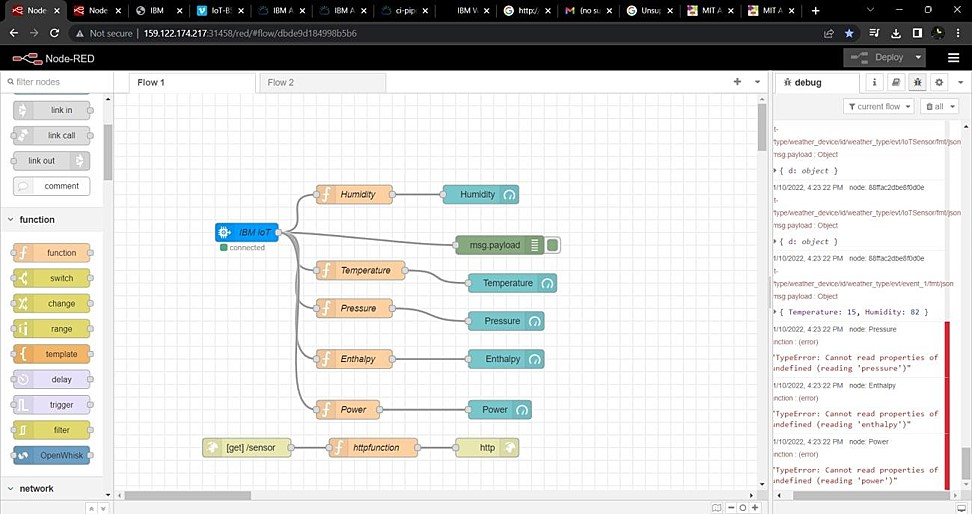 Node-
Node-
IBM
IoT-B!
IBM A
IBM A
ci-pip
IBM W
http:/
(no su
Unsup
MIT A
MIT A
Not secure
159.122.174.217:31458/red/#flow/dbde9d184998b5b6
Node-RED
Deploy
filter nodes
Flow 1
Flow 2
debug
i
current flow
all
link in
link call
link out
comment
function
function
switch
change
range
template
delay
trigger
filter
OpenWhisk
network
Humidity
Humidity
IBM IoT
connected
msg.payload
Temperature
Temperature
Pressure
Pressure
Enthalpy
Enthalpy
Power
Power
[get] /sensor
httpfunction
http
t-
type/weather_device/id/weather_type/evt/IoTSensor/fmt/json
msg.payload : Object
{ d: object }
1/10/2022, 4:23:22 PM node: 88ffac2dbe8f0d0e
t-
type/weather_device/id/weather_type/evt/IoTSensor/fmt/json
msg.payload : Object
{ d: object }
1/10/2022, 4:23:22 PM node: 88ffac2dbe8f0d0e
t-
type/weather_device/id/weather_type/evt/event_1/fmt/json
msg.payload : Object
{ Temperature: 15, Humidity: 82 }
1/10/2022, 4:23:22 PM node: Pressure
nction : (error)
"TypeError: Cannot read properties of
undefined (reading 'pressure')"
1/10/2022, 4:23:22 PM node: Enthalpy
nction : (error)
"TypeError: Cannot read properties of
undefined (reading 'enthalpy')"
1/10/2022, 4:23:22 PM node: Power
nction : (error)
"TypeError: Cannot read properties of
undefined (reading 'power')"